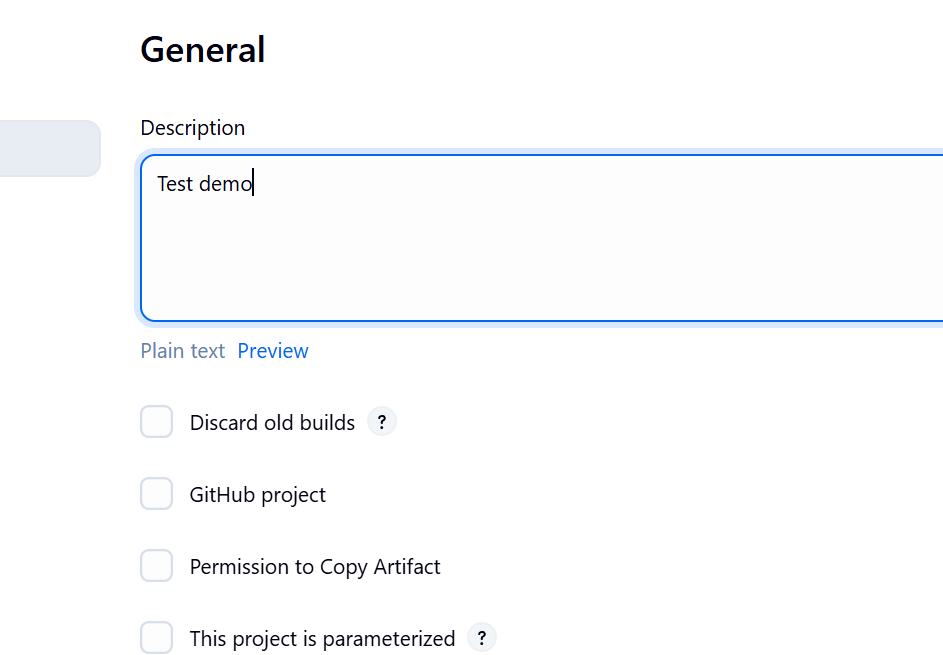 General
Description
Test demo
Plain text Preview
Discard old builds ?
GitHub project
Permission to Copy Artifact
This project is parameterized ?